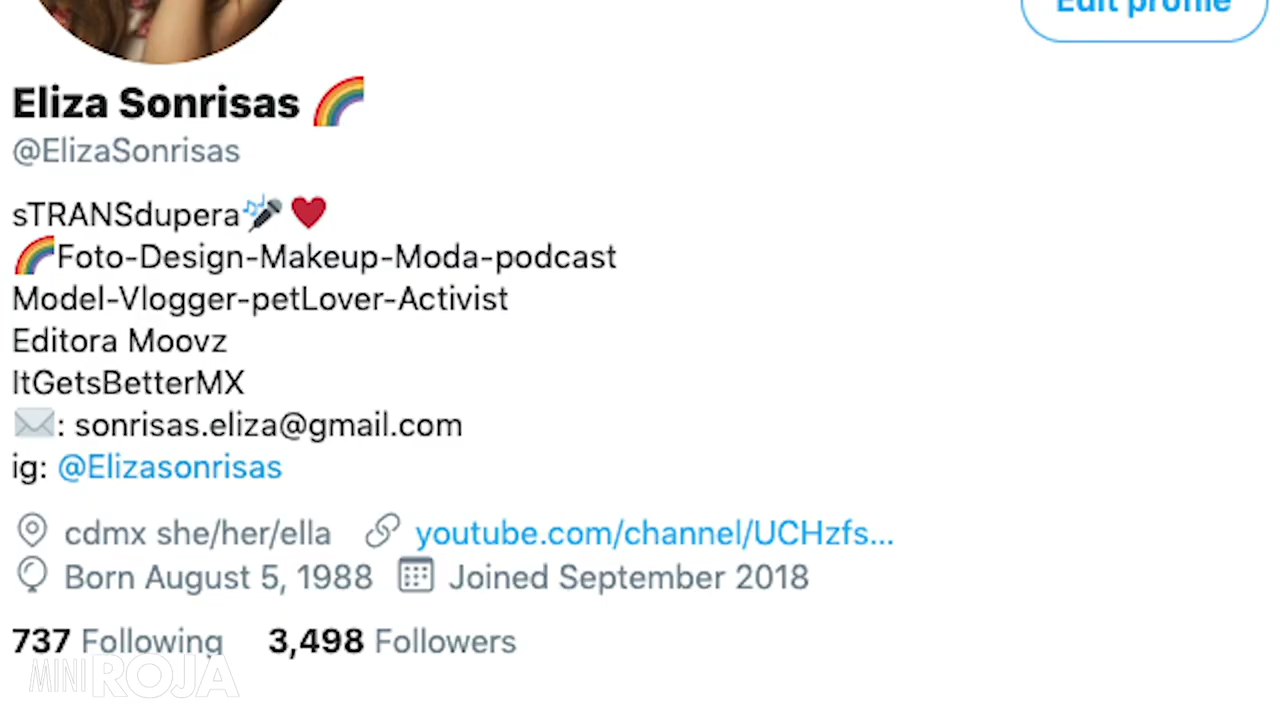 Edit profile
Eliza Sonrisas 🌈
@ElizaSonrisas
sTRANSdupera🎤❤️
🌈Foto-Design-Makeup-Moda-podcast
Model-Vlogger-petLover-Activist
Editora Moovz
ItGetsBetterMX
✉️: sonrisas.eliza@gmail.com
ig: @Elizasonrisas
cdmx she/her/ella youtube.com/channel/UCHzfs...
Born August 5, 1988 Joined September 2018
737 Following 3,498 Followers
MINI ROJA